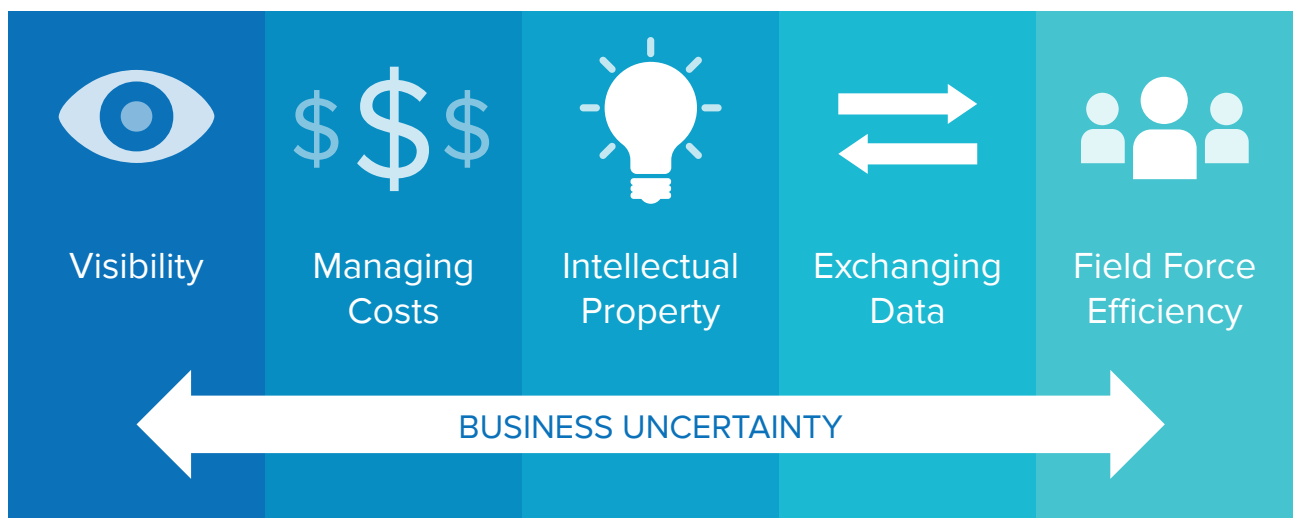 Visibility
Managing
Costs
Intellectual
Property
Exchanging
Data
Field Force
Efficiency
BUSINESS UNCERTAINTY